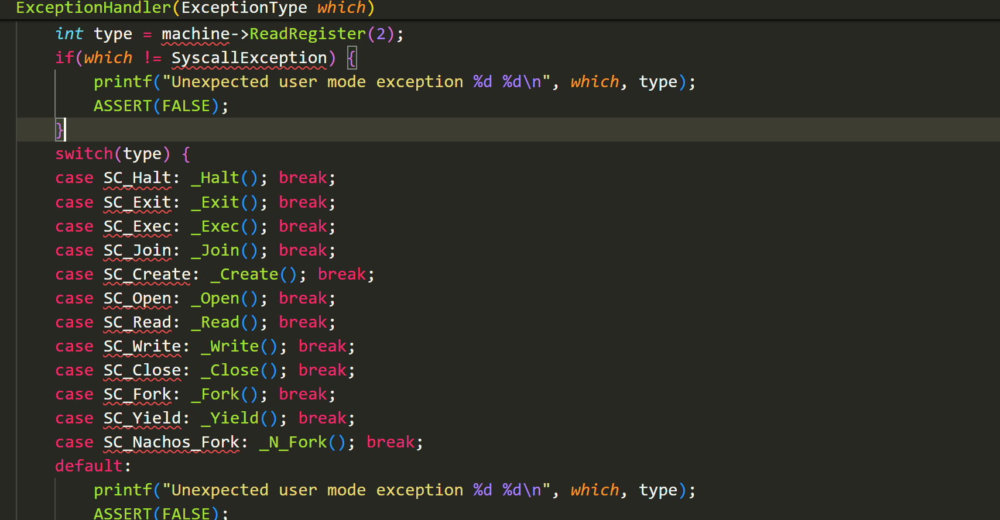 ExceptionHandler(ExceptionType which)
int type = machine->ReadRegister(2);
if(which != SyscallException) {
printf("Unexpected user mode exception %d %d\n", which, type);
ASSERT(FALSE);
}
switch(type) {
case SC_Halt: _Halt(); break;
case SC_Exit: _Exit(); break;
case SC_Exec: _Exec(); break;
case SC_Join: _Join(); break;
case SC_Create: _Create(); break;
case SC_Open: _Open(); break;
case SC_Read: _Read(); break;
case SC_Write: _Write(); break;
case SC_Close: _Close(); break;
case SC_Fork: _Fork(); break;
case SC_Yield: _Yield(); break;
case SC_Nachos_Fork: _N_Fork(); break;
default:
printf("Unexpected user mode exception %d %d\n", which, type);
ASSERT(FALSE);